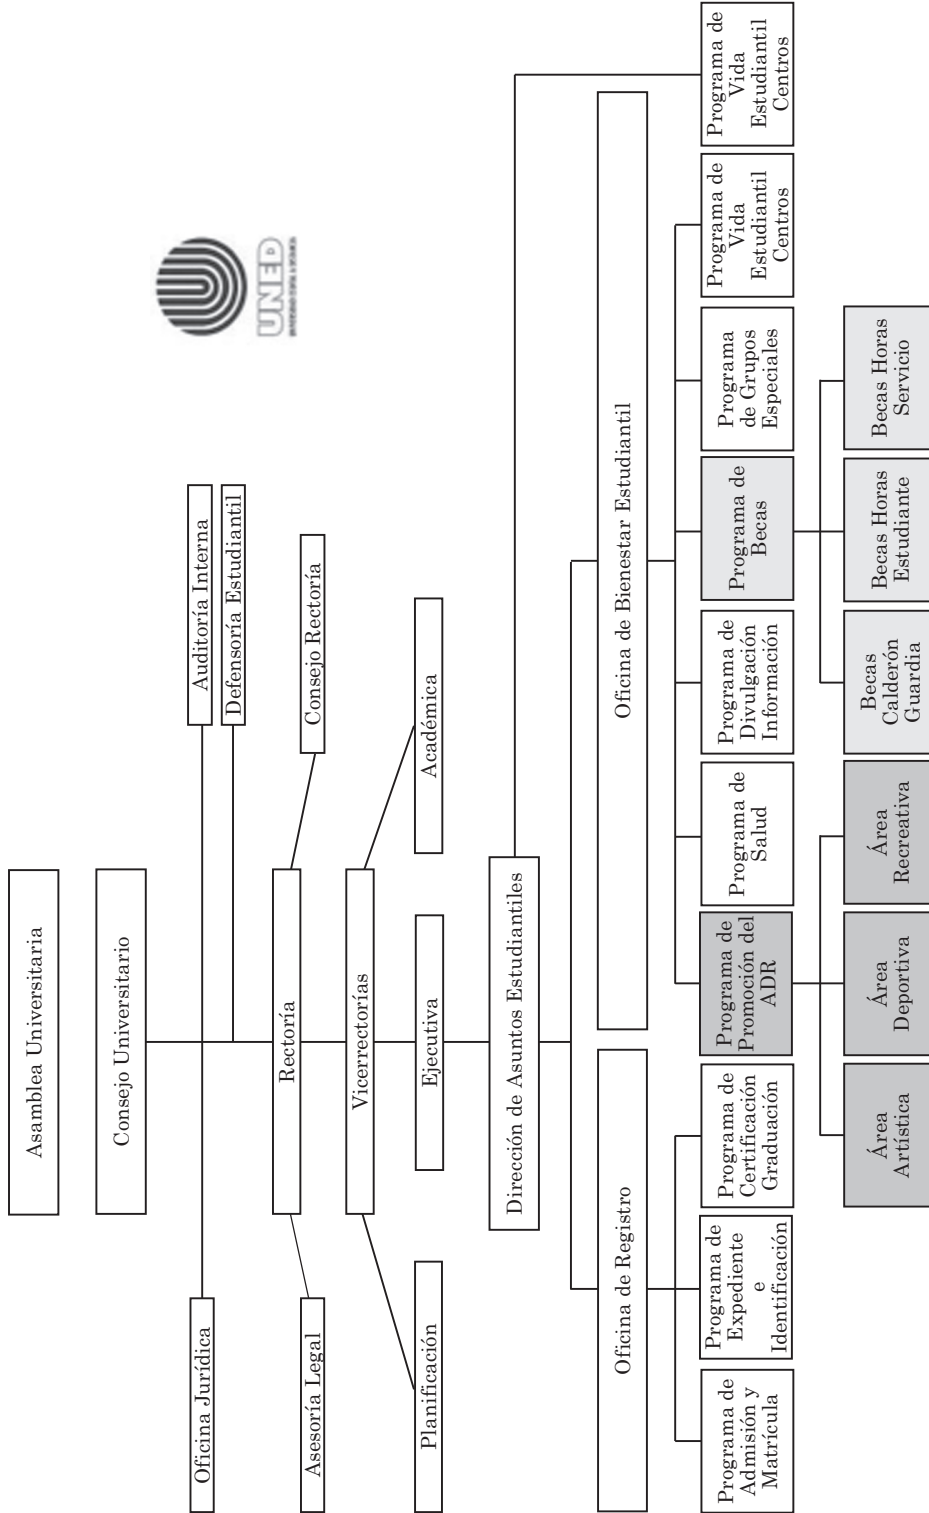 Asamblea Universitaria
Consejo Universitario
UNED
Oficina Jurídica
Auditoría Interna
Defensoría Estudiantil
Asesoría Legal
Rectoría
Consejo Rectoría
Vicerrectorías
Planificación
Ejecutiva
Académica
Dirección de Asuntos Estudiantiles
Oficina de Registro
Oficina de Bienestar Estudiantil
Programa de
Admisión y
Matrícula
Programa de
Expediente
e
Identificación
Programa de
Certificación
Graduación
Programa de
Promoción del
ADR
Programa de
Salud
Programa de
Divulgación
Información
Programa de
Becas
Programa
de Grupos
Especiales
Programa de
Vida
Estudiantil
Centros
Programa de
Vida
Estudiantil
Centros
Área
Artística
Área
Deportiva
Área
Recreativa
Becas
Calderón
Guardia
Becas Horas
Estudiante
Becas Horas
Servicio